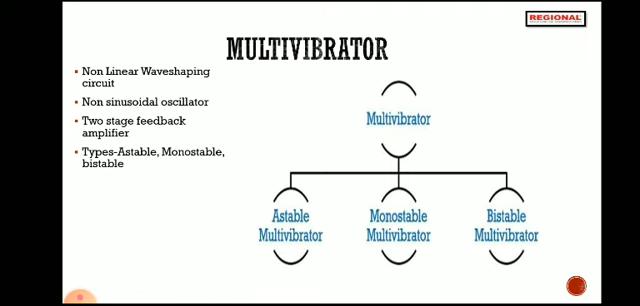 REGIONAL
MULTIVIBRATOR
Non Linear Waveshaping
circuit
Non sinusoidal oscillator
Two stage feedback
amplifier
Types-Astable, Monostable,
bistable
Multivibrator
Astable
Multivibrator
Monostable
Multivibrator
Bistable
Multivibrator